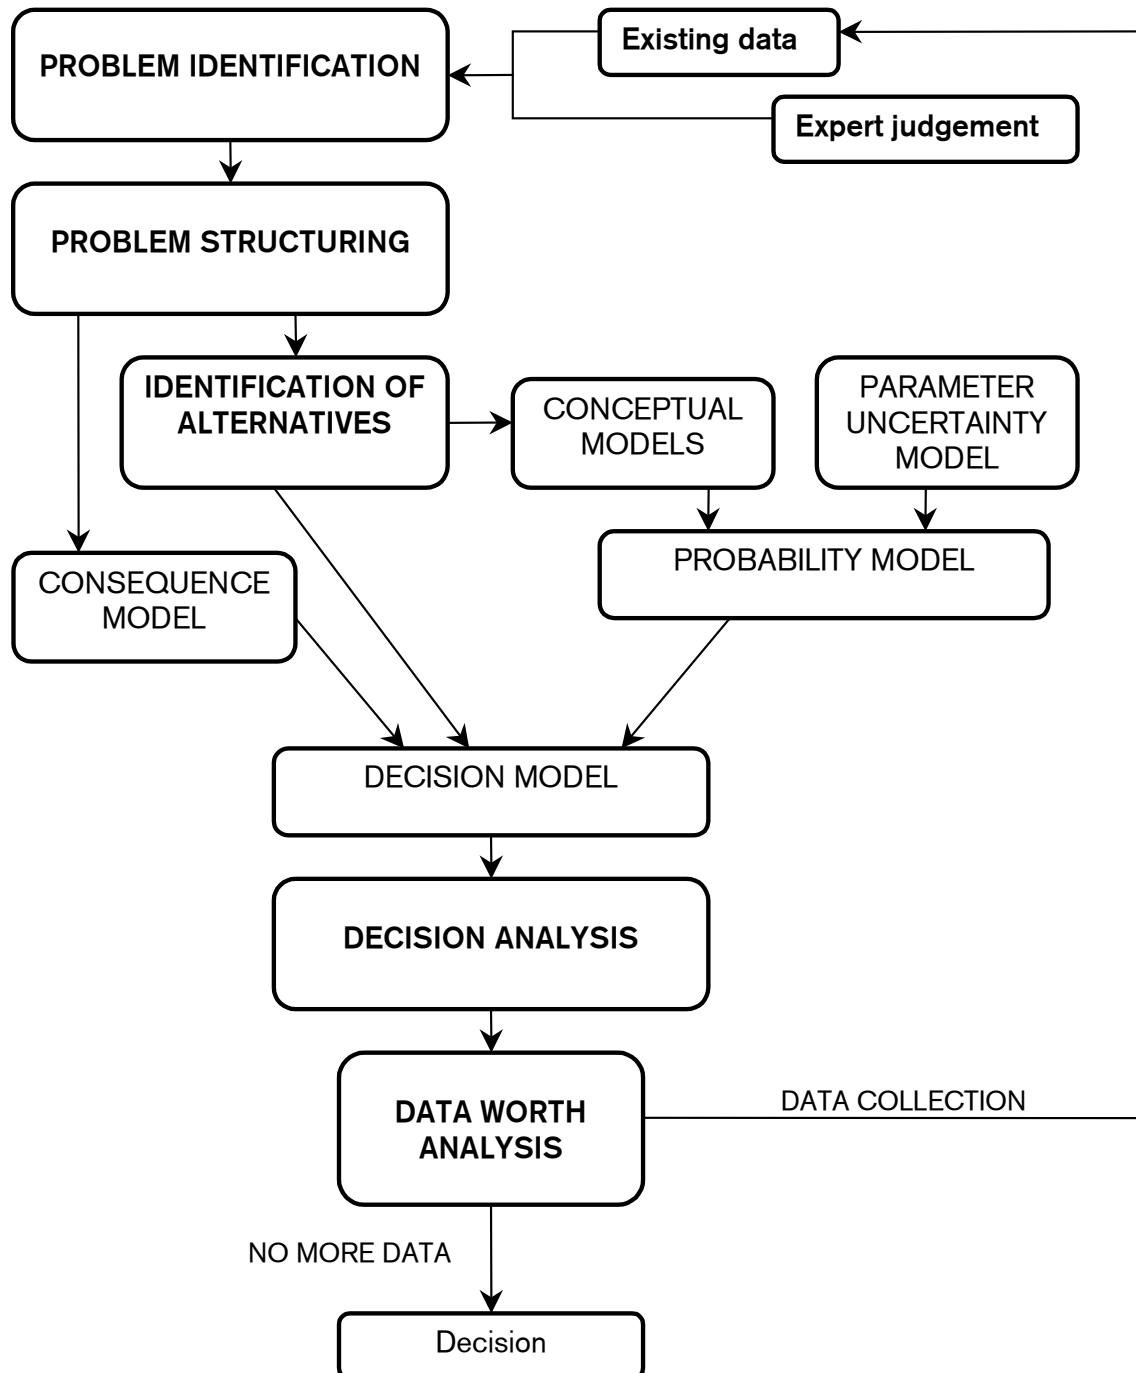 Existing data
PROBLEM IDENTIFICATION
Expert judgement
PROBLEM STRUCTURING
IDENTIFICATION OF
ALTERNATIVES
CONCEPTUAL
MODELS
PARAMETER
UNCERTAINTY
MODEL
PROBABILITY MODEL
CONSEQUENCE
MODEL
DECISION MODEL
DECISION ANALYSIS
DATA WORTH
ANALYSIS
DATA COLLECTION
NO MORE DATA
Decision